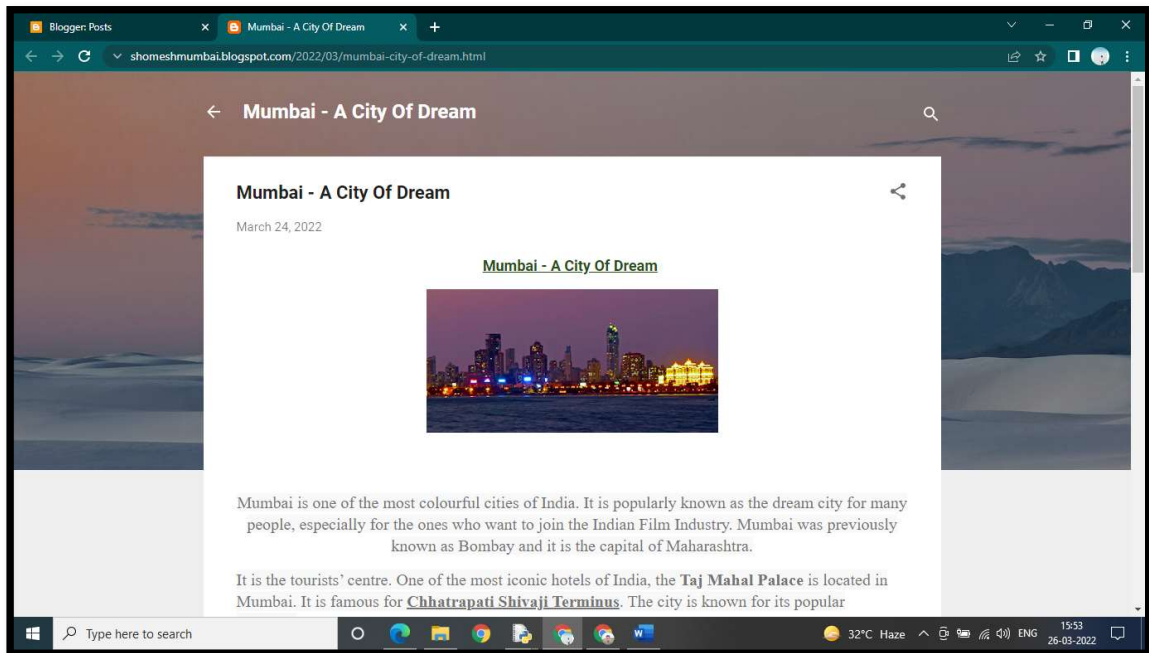 Blogger: Posts
Mumbai - A City Of Dream
shomeshmumbai.blogspot.com/2022/03/mumbai-city-of-dream.html
Mumbai - A City Of Dream
Mumbai - A City Of Dream
March 24, 2022
Mumbai - A City Of Dream
Mumbai is one of the most colourful cities of India. It is popularly known as the dream city for many
people, especially for the ones who want to join the Indian Film Industry. Mumbai was previously
known as Bombay and it is the capital of Maharashtra.
It is the tourists’ centre. One of the most iconic hotels of India, the Taj Mahal Palace is located in
Mumbai. It is famous for Chhatrapati Shivaji Terminus. The city is known for its popular
Type here to search
32°C Haze
ENG
15:53
26-03-2022